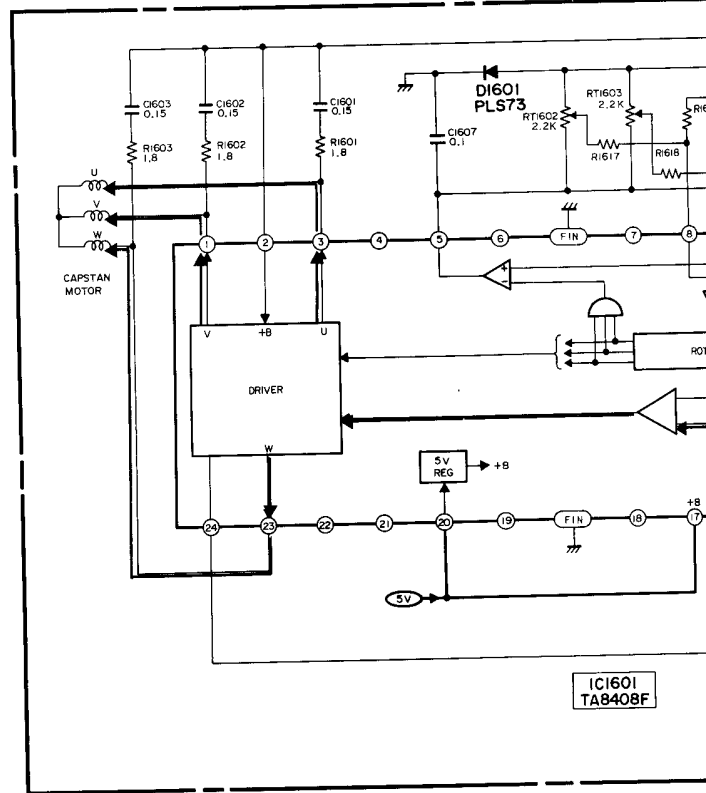 C1603
0.15
C1602
0.15
C1601
0.15
D1601
PLS73
RT1602
2.2K
RT1603
2.2K
C1607
0.1
R1603
1.8
R1602
1.8
R1601
1.8
R1617
R1618
U
V
W
CAPSTAN
MOTOR
1
2
3
4
5
6
FIN
7
8
+
-
V
+B
U
DRIVER
W
5V
REG
+B
24
23
22
21
20
19
FIN
18
+B
17
5V
IC1601
TA8408F